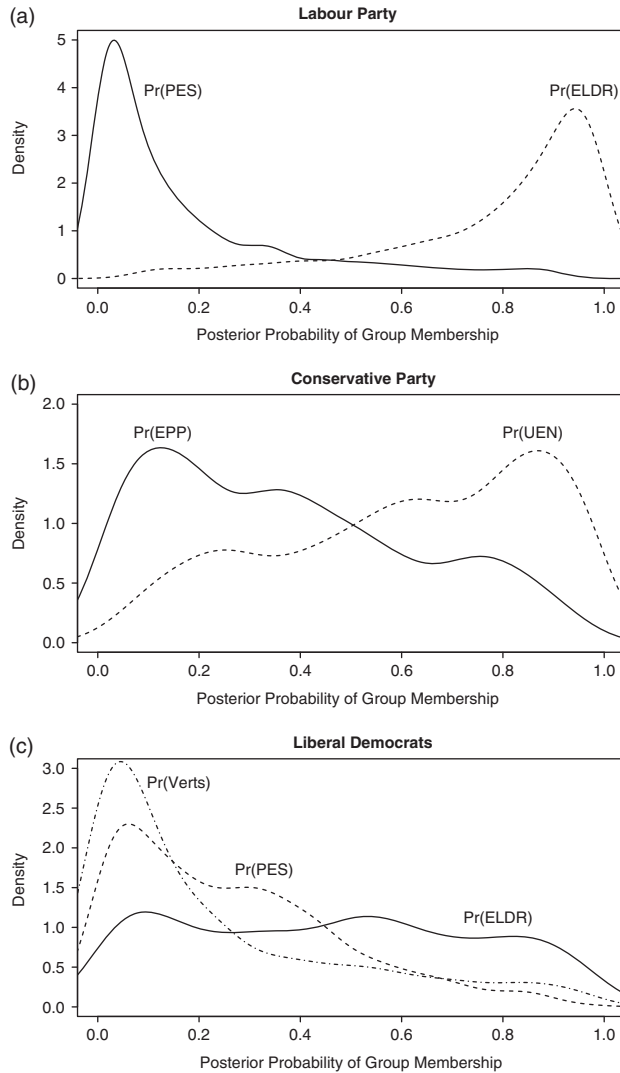 (a)
Labour Party
5
4
3
2
1
0
Density
Pr(PES)
Pr(ELDR)
0.0 0.2 0.4 0.6 0.8 1.0
Posterior Probability of Group Membership
(b)
Conservative Party
2.0
1.5
1.0
0.5
0.0
Density
Pr(EPP)
Pr(UEN)
0.0 0.2 0.4 0.6 0.8 1.0
Posterior Probability of Group Membership
(c)
Liberal Democrats
3.0
2.5
2.0
1.5
1.0
0.5
0.0
Density
Pr(Verts)
Pr(PES)
Pr(ELDR)
0.0 0.2 0.4 0.6 0.8 1.0
Posterior Probability of Group Membership